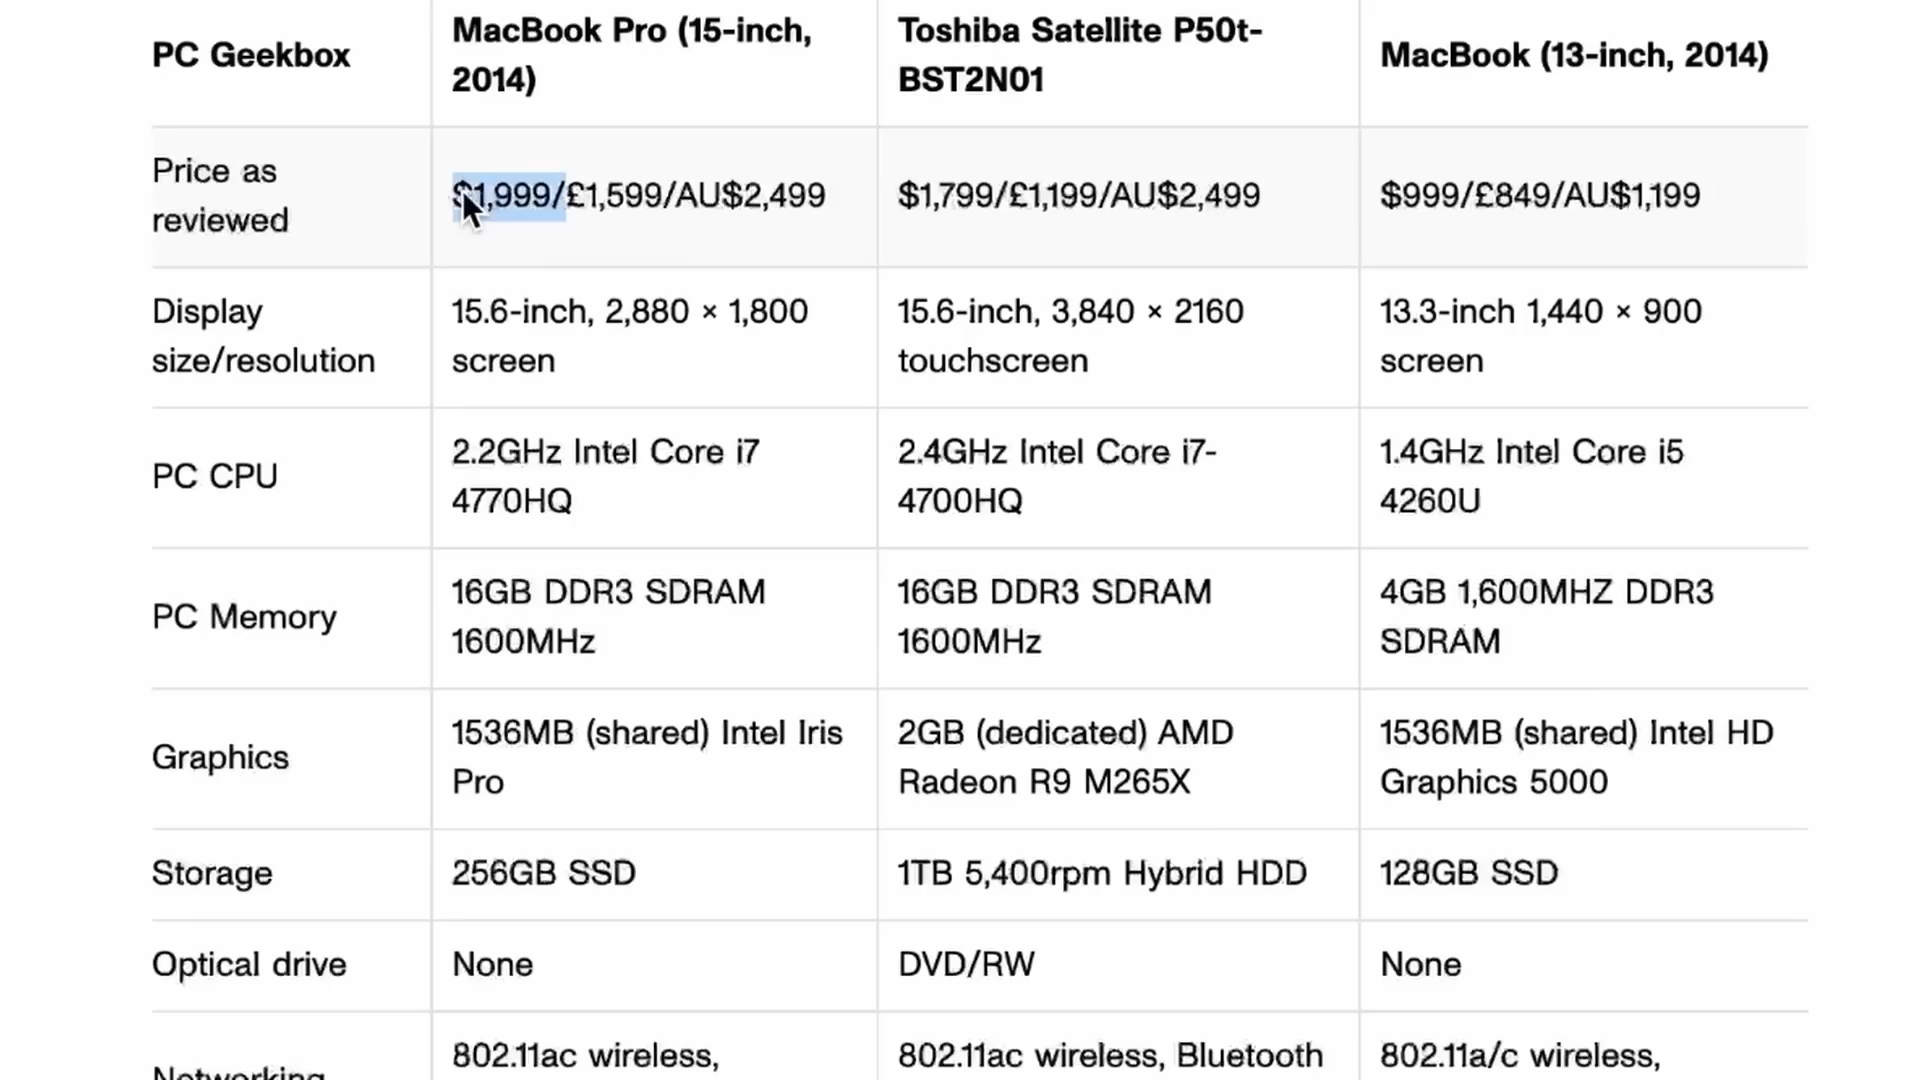 PC Geekbox
MacBook Pro (15-inch,
2014)
Toshiba Satellite P50t-
BST2N01
MacBook (13-inch, 2014)
Price as
reviewed
$1,999/£1,599/AU$2,499
$1,799/£1,199/AU$2,499
$999/£849/AU$1,199
Display
size/resolution
15.6-inch, 2,880 × 1,800
screen
15.6-inch, 3,840 × 2160
touchscreen
13.3-inch 1,440 × 900
screen
PC CPU
2.2GHz Intel Core i7
4770HQ
2.4GHz Intel Core i7-
4700HQ
1.4GHz Intel Core i5
4260U
PC Memory
16GB DDR3 SDRAM
1600MHz
16GB DDR3 SDRAM
1600MHz
4GB 1,600MHZ DDR3
SDRAM
Graphics
1536MB (shared) Intel Iris
Pro
2GB (dedicated) AMD
Radeon R9 M265X
1536MB (shared) Intel HD
Graphics 5000
Storage
256GB SSD
1TB 5,400rpm Hybrid HDD
128GB SSD
Optical drive
None
DVD/RW
None
Networking
802.11ac wireless,
802.11ac wireless, Bluetooth
802.11a/c wireless,